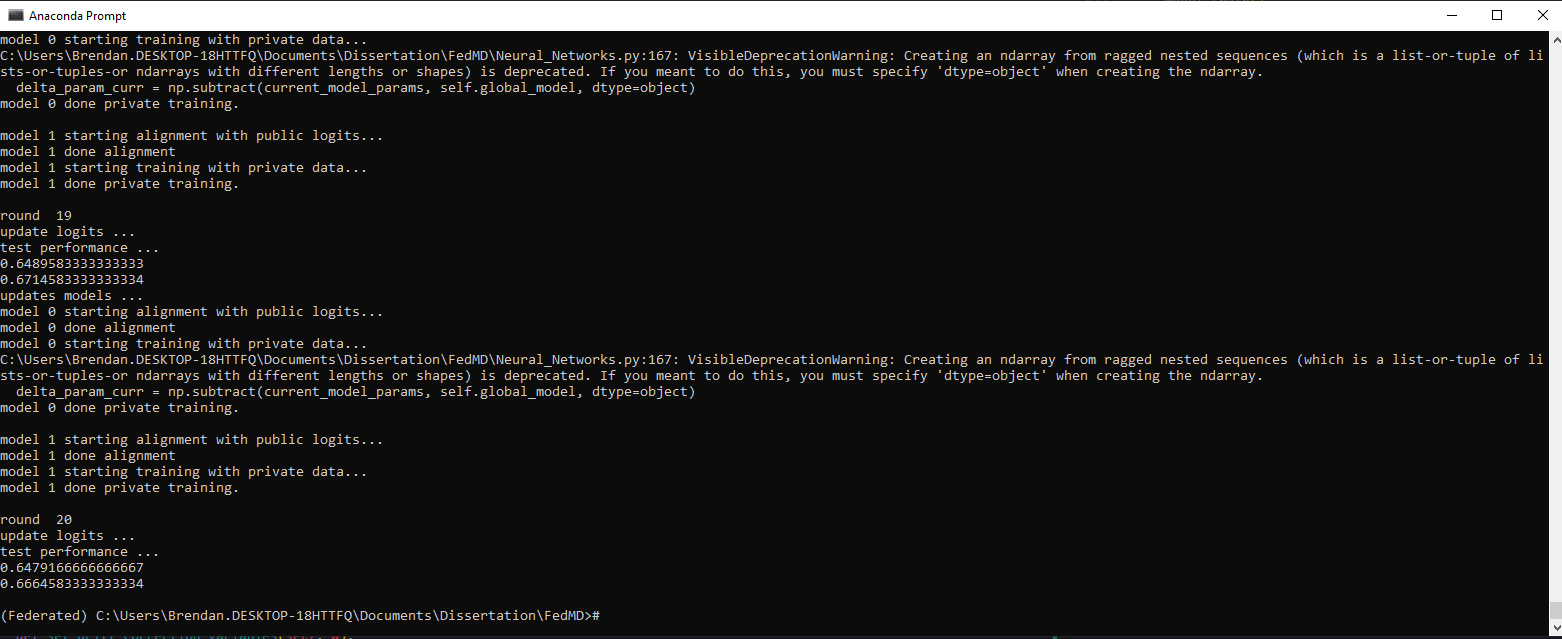 Anaconda Prompt
model 0 starting training with private data...
C:\Users\Brendan.DESKTOP-18HTTFQ\Documents\Dissertation\FedMD\Neural_Networks.py:167: VisibleDeprecationWarning: Creating an ndarray from ragged nested sequences (which is a list-or-tuple of li
sts-or-tuples-or ndarrays with different lengths or shapes) is deprecated. If you meant to do this, you must specify 'dtype=object' when creating the ndarray.
  delta_param_curr = np.subtract(current_model_params, self.global_model, dtype=object)
model 0 done private training.

model 1 starting alignment with public logits...
model 1 done alignment
model 1 starting training with private data...
model 1 done private training.

round  19
update logits ...
test performance ...
0.6489583333333333
0.6714583333333334
updates models ...
model 0 starting alignment with public logits...
model 0 done alignment
model 0 starting training with private data...
C:\Users\Brendan.DESKTOP-18HTTFQ\Documents\Dissertation\FedMD\Neural_Networks.py:167: VisibleDeprecationWarning: Creating an ndarray from ragged nested sequences (which is a list-or-tuple of li
sts-or-tuples-or ndarrays with different lengths or shapes) is deprecated. If you meant to do this, you must specify 'dtype=object' when creating the ndarray.
  delta_param_curr = np.subtract(current_model_params, self.global_model, dtype=object)
model 0 done private training.

model 1 starting alignment with public logits...
model 1 done alignment
model 1 starting training with private data...
model 1 done private training.

round  20
update logits ...
test performance ...
0.6479166666666667
0.6664583333333334

(Federated) C:\Users\Brendan.DESKTOP-18HTTFQ\Documents\Dissertation\FedMD>#